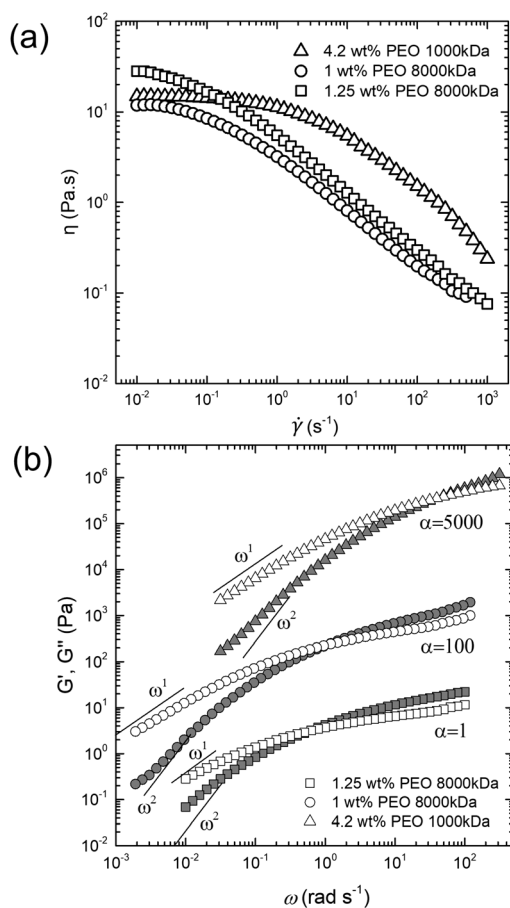 (a)
10²
10¹
10⁰
10⁻¹
10⁻²
η (Pa.s)
4.2 wt% PEO 1000kDa
1 wt% PEO 8000kDa
1.25 wt% PEO 8000kDa
10⁻² 10⁻¹ 10⁰ 10¹ 10² 10³
γ̇ (s⁻¹)
(b)
10⁶
10⁵
10⁴
10³
10²
10¹
10⁰
10⁻¹
10⁻²
G', G'' (Pa)
ω¹
α=5000
ω²
ω¹
α=100
ω²
ω¹
α=1
ω²
1.25 wt% PEO 8000kDa
1 wt% PEO 8000kDa
4.2 wt% PEO 1000kDa
10⁻³ 10⁻² 10⁻¹ 10⁰ 10¹ 10²
ω (rad s⁻¹)